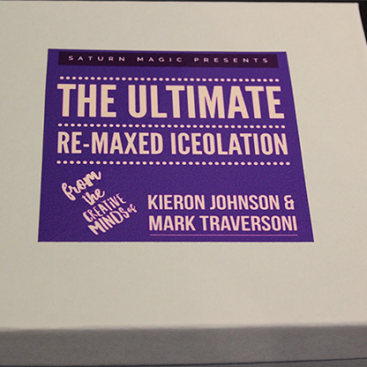 SATURN MAGIC PRESENTS
THE ULTIMATE
RE-MAXED ICEOLATION
from
the
CREATIVE
MINDS of
KIERON JOHNSON &
MARK TRAVERSONI